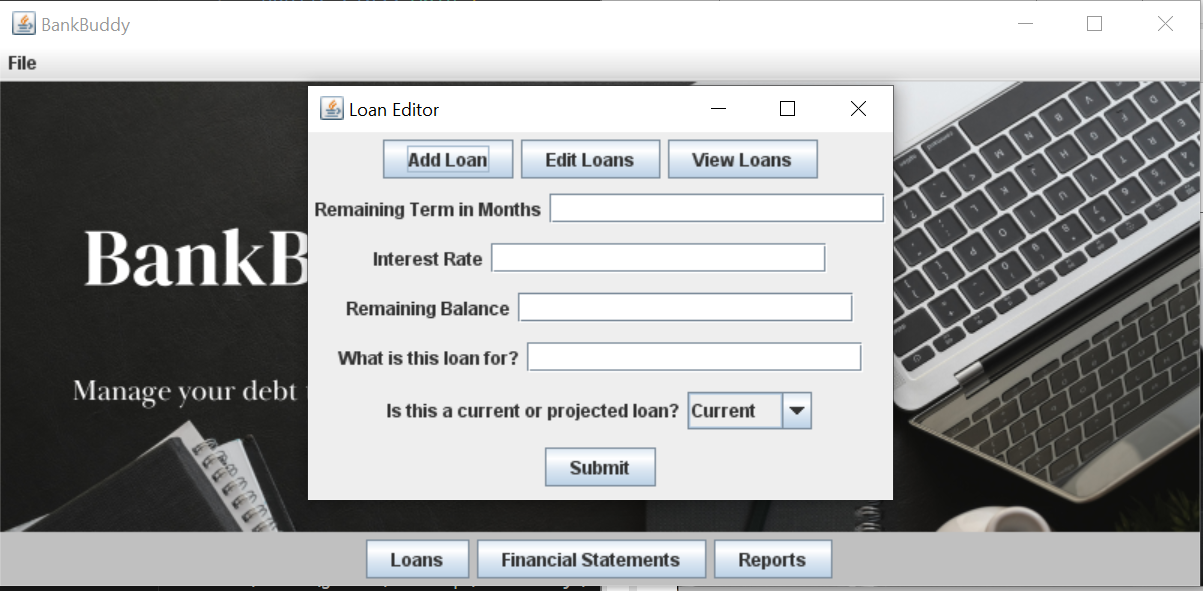 BankBuddy
File
Loan Editor
Add Loan Edit Loans View Loans
Remaining Term in Months
Interest Rate
Remaining Balance
What is this loan for?
Is this a current or projected loan? Current
Submit
Manage your debt
Loans Financial Statements Reports